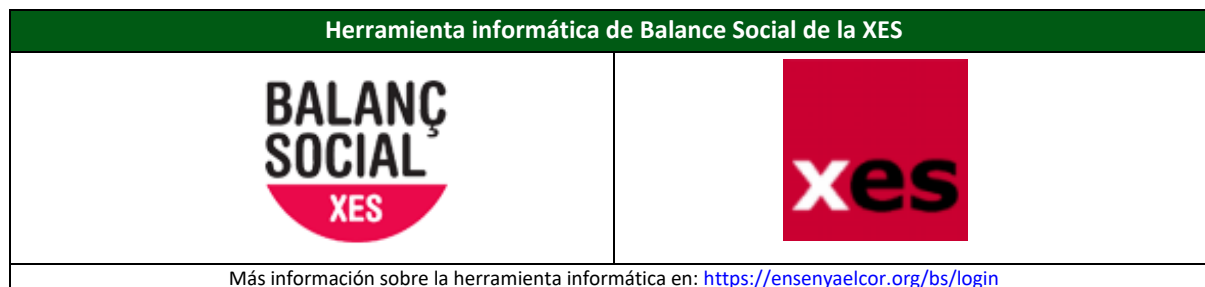 Herramienta informática de Balance Social de la XES
BALANÇ
SOCIAL
XES
xes
Más información sobre la herramienta informática en: https://ensenyaelcor.org/bs/login